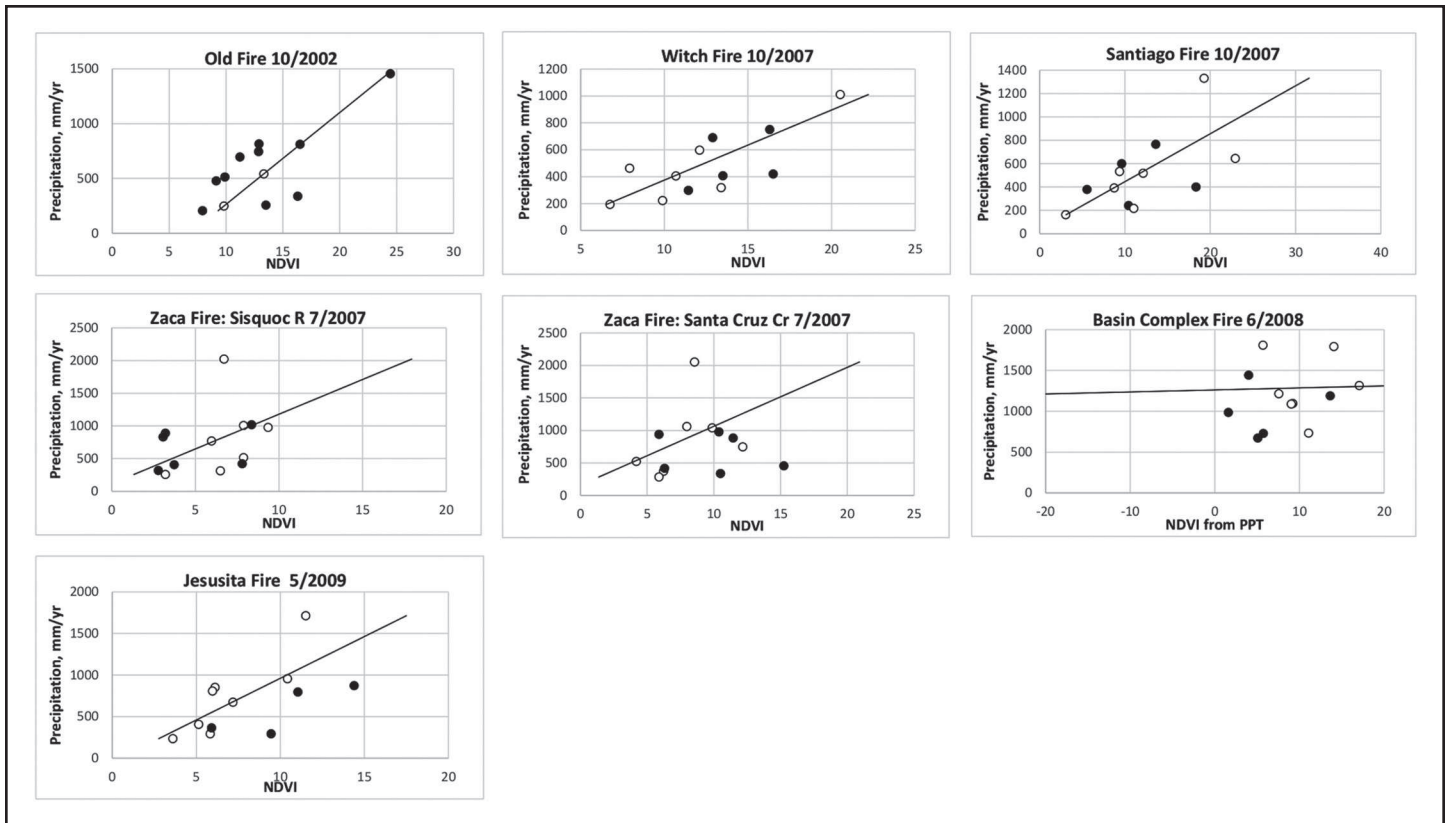 Old Fire 10/2002
Precipitation, mm/yr
1500
1000
500
0
0 5 10 15 20 25 30
NDVI
Witch Fire 10/2007
Precipitation, mm/yr
1200
1000
800
600
400
200
0
5 10 15 20 25
NDVI
Santiago Fire 10/2007
Precipitation, mm/yr
1400
1200
1000
800
600
400
200
0
0 10 20 30 40
NDVI
Zaca Fire: Sisquoc R 7/2007
Precipitation, mm/yr
2500
2000
1500
1000
500
0
0 5 10 15 20
NDVI
Zaca Fire: Santa Cruz Cr 7/2007
Precipitation, mm/yr
2500
2000
1500
1000
500
0
0 5 10 15 20 25
NDVI
Basin Complex Fire 6/2008
Precipitation, mm/yr
2000
1500
1000
500
0
-20 -10 0 10 20
NDVI from PPT
Jesusita Fire 5/2009
Precipitation, mm/yr
2000
1500
1000
500
0
0 5 10 15 20
NDVI